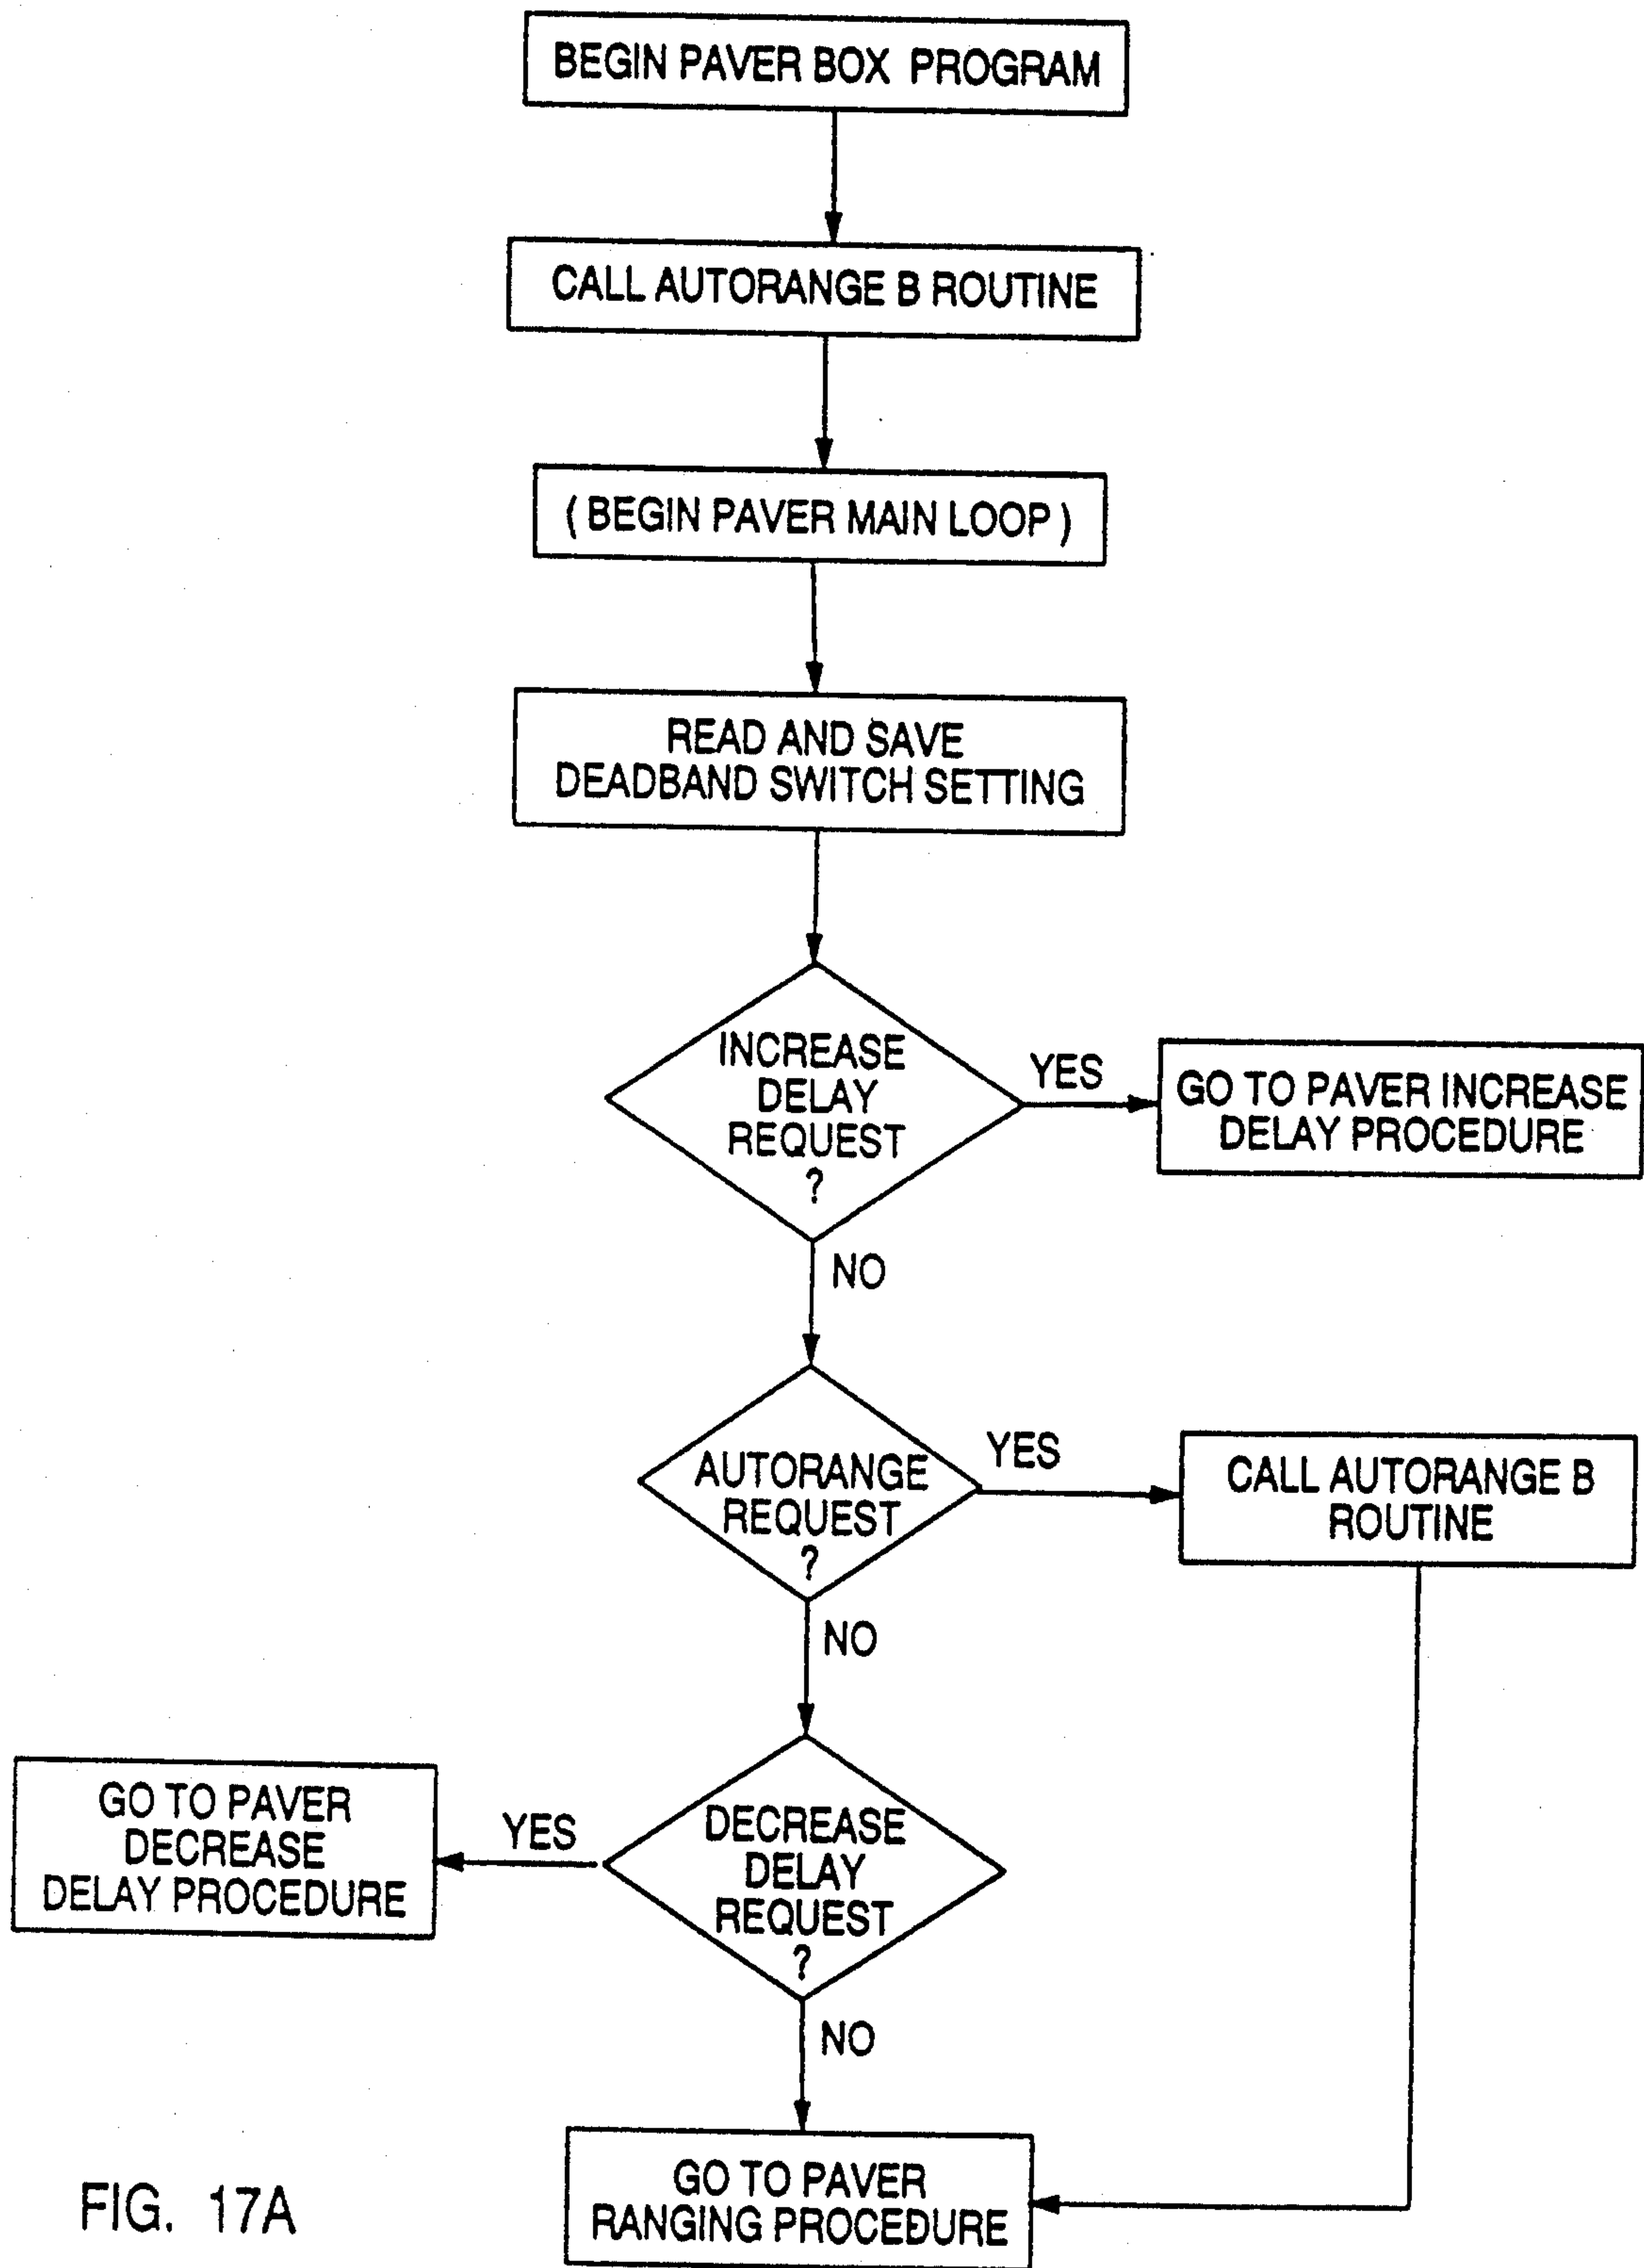 BEGIN PAVER BOX PROGRAM
CALL AUTORANGE B ROUTINE
( BEGIN PAVER MAIN LOOP )
READ AND SAVE
DEADBAND SWITCH SETTING
INCREASE
DELAY
REQUEST
?
YES
GO TO PAVER INCREASE
DELAY PROCEDURE
NO
AUTORANGE
REQUEST
?
YES
CALL AUTORANGE B
ROUTINE
NO
DECREASE
DELAY
REQUEST
?
YES
GO TO PAVER
DECREASE
DELAY PROCEDURE
NO
GO TO PAVER
RANGING PROCEDURE
FIG. 17A